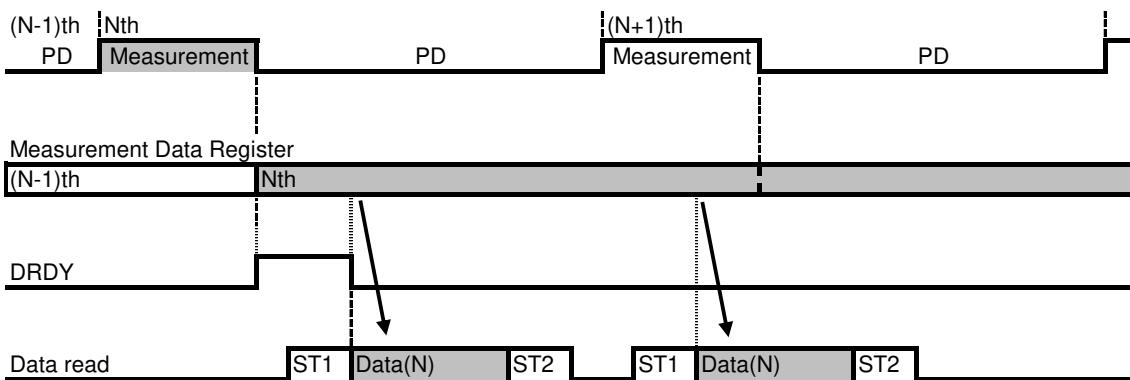 (N-1)th Nth (N+1)th
PD Measurement PD Measurement PD
Measurement Data Register
(N-1)th Nth
DRDY
Data read ST1 Data(N) ST2 ST1 Data(N) ST2